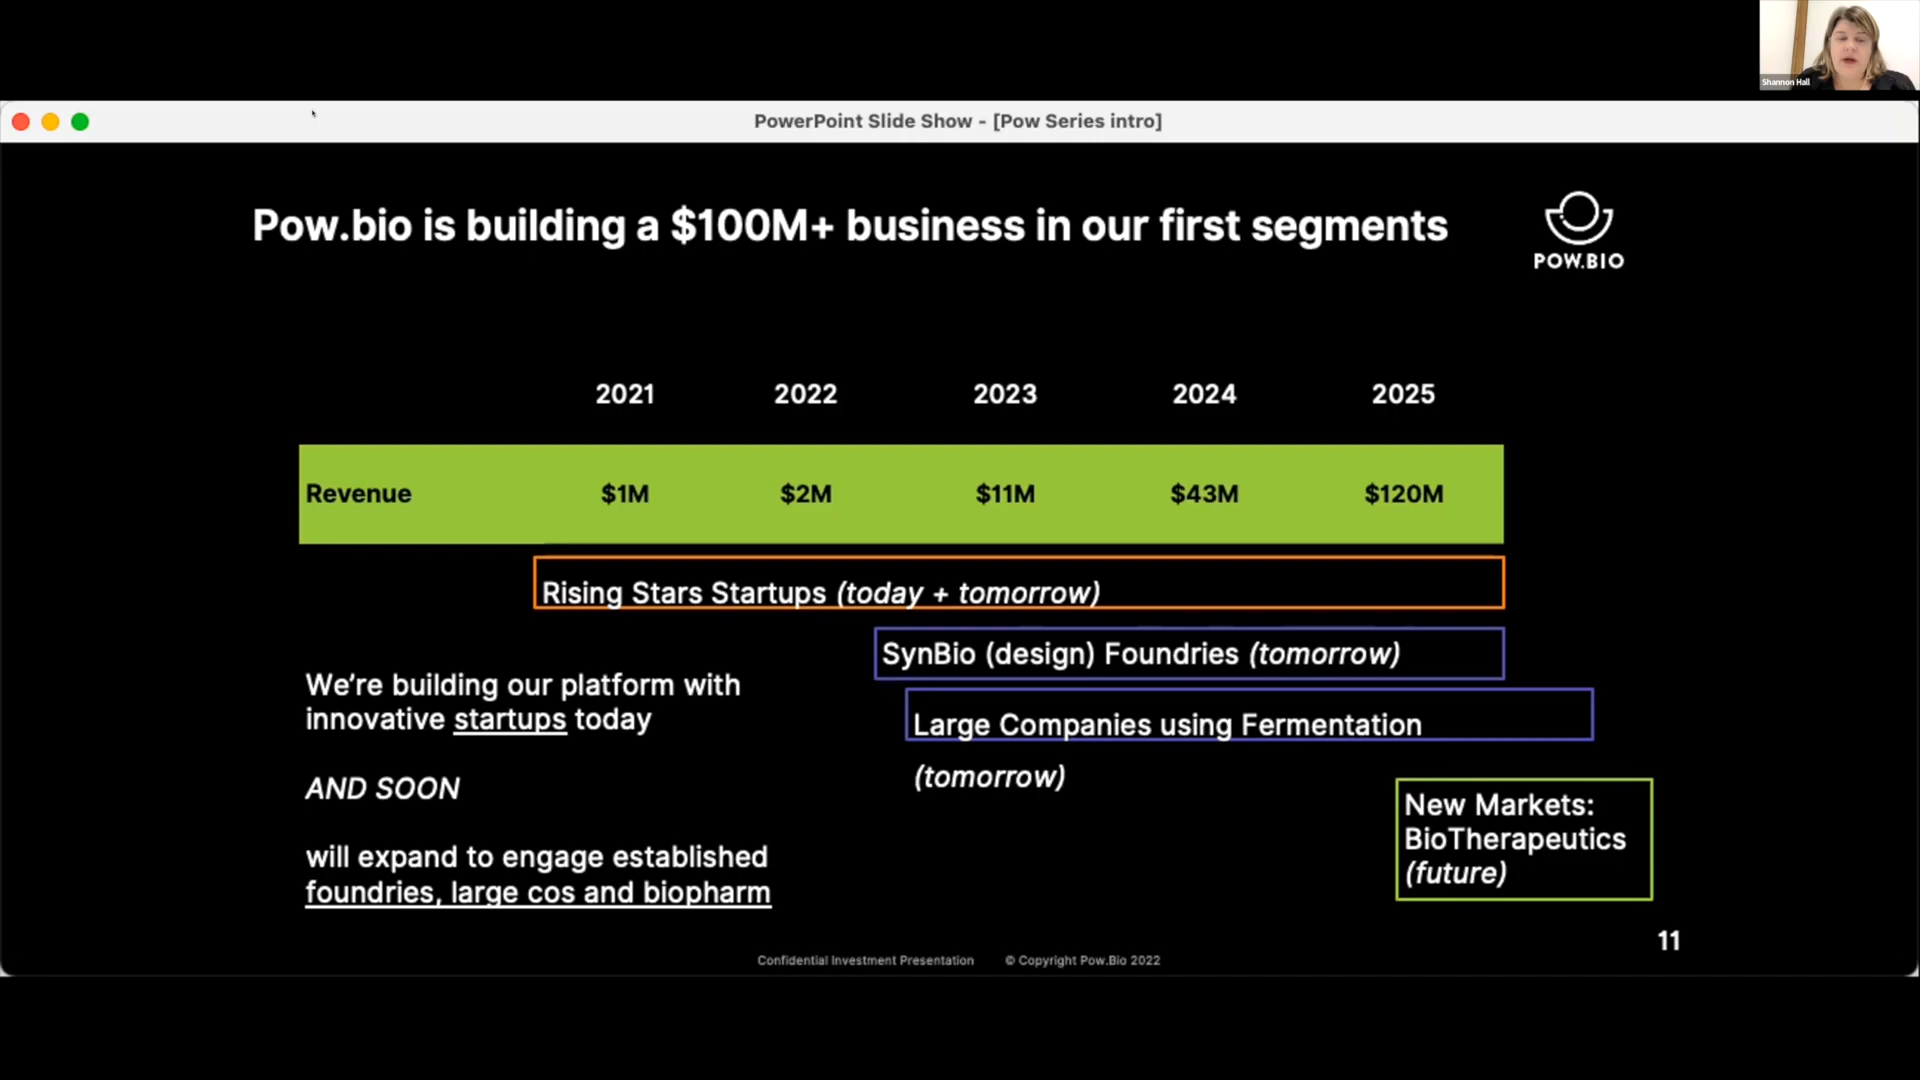 Shannon Hall
PowerPoint Slide Show - [Pow Series intro]
Pow.bio is building a $100M+ business in our first segments
POW.BIO
2021 2022 2023 2024 2025
Revenue $1M $2M $11M $43M $120M
Rising Stars Startups (today + tomorrow)
SynBio (design) Foundries (tomorrow)
Large Companies using Fermentation
(tomorrow)
We’re building our platform with
innovative startups today
AND SOON
will expand to engage established
foundries, large cos and biopharm
New Markets:
BioTherapeutics
(future)
11
Confidential Investment Presentation © Copyright Pow.Bio 2022